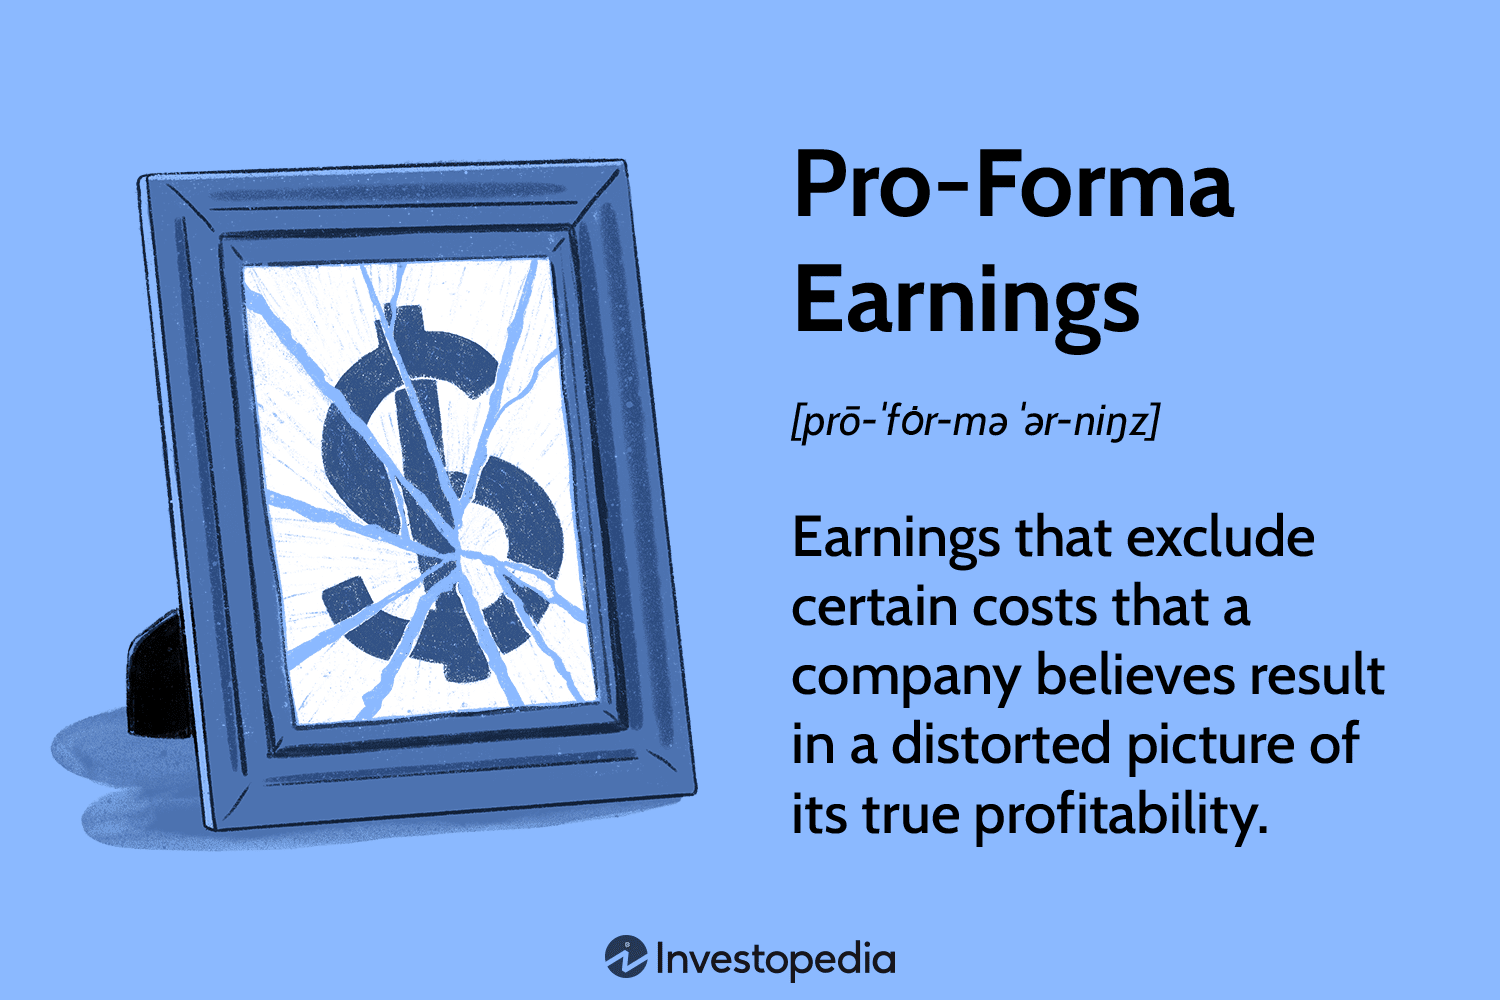 Pro-Forma
Earnings
[prō-ˈfȯr-mə ˈər-niŋz]
Earnings that exclude
certain costs that a
company believes result
in a distorted picture of
its true profitability.
Investopedia